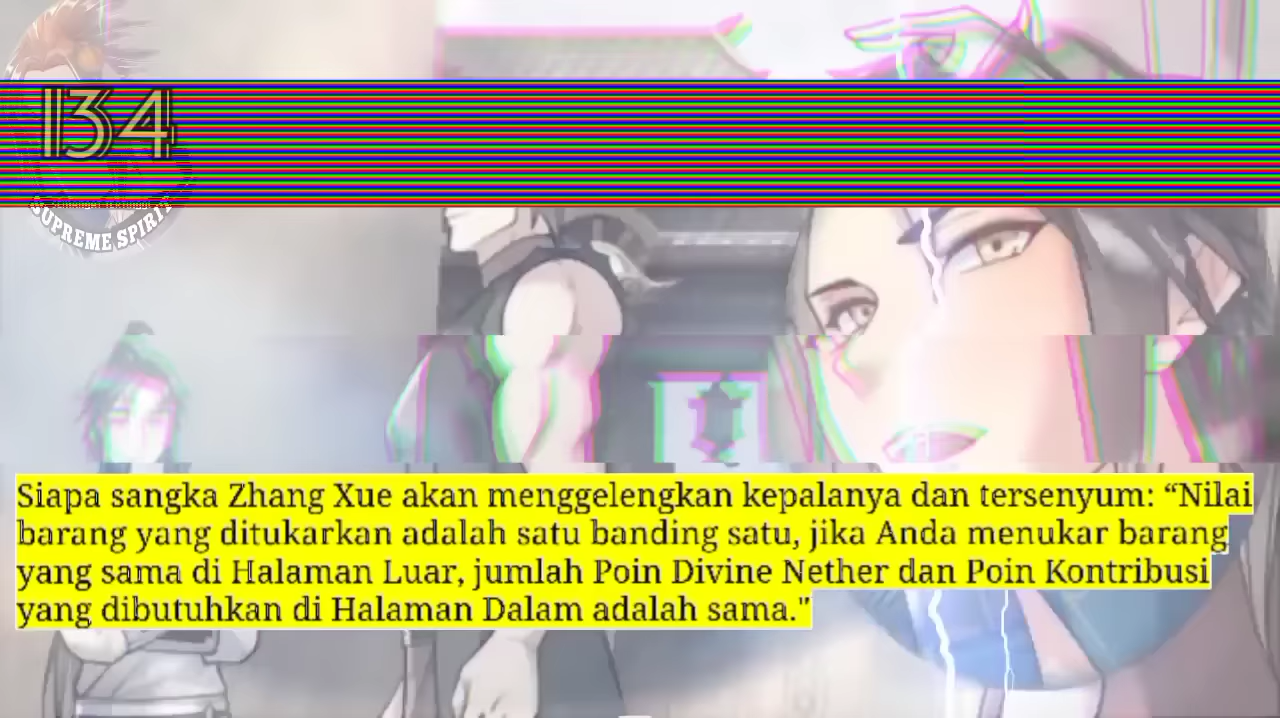 134
SUPREME SPIRIT
Siapa sangka Zhang Xue akan menggelengkan kepalanya dan tersenyum: “Nilai
barang yang ditukarkan adalah satu banding satu, jika Anda menukar barang
yang sama di Halaman Luar, jumlah Poin Divine Nether dan Poin Kontribusi
yang dibutuhkan di Halaman Dalam adalah sama."